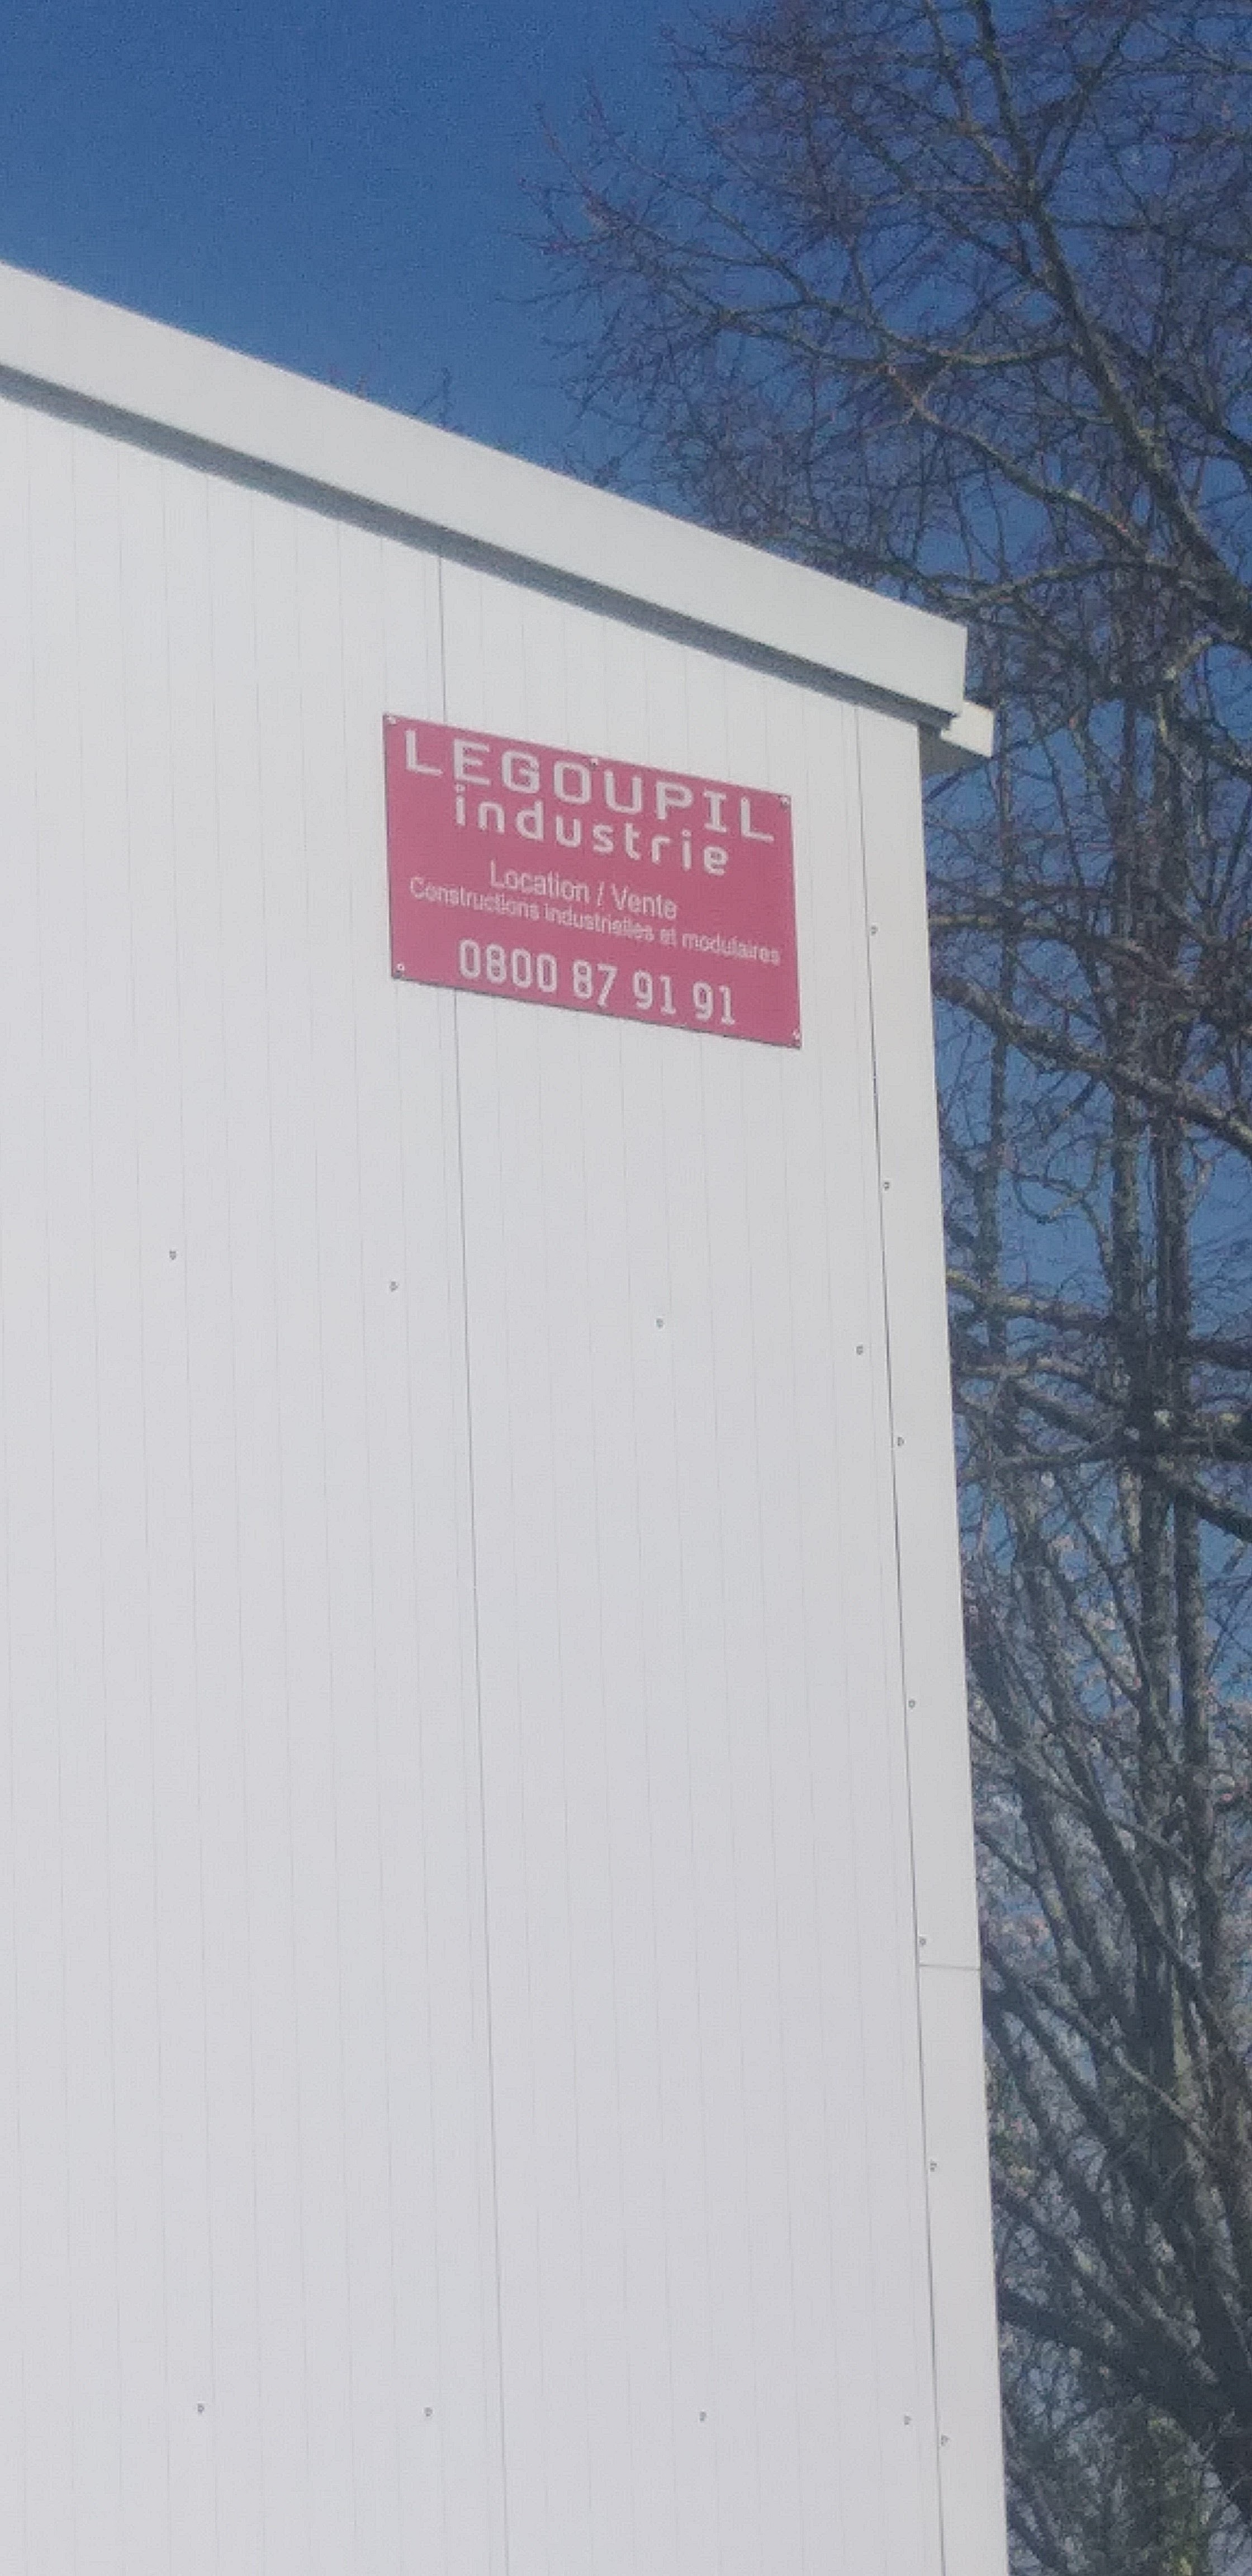 LEGOUPIL
industrie
Location / Vente
Constructions industrielles et modulaires
0800 87 91 91